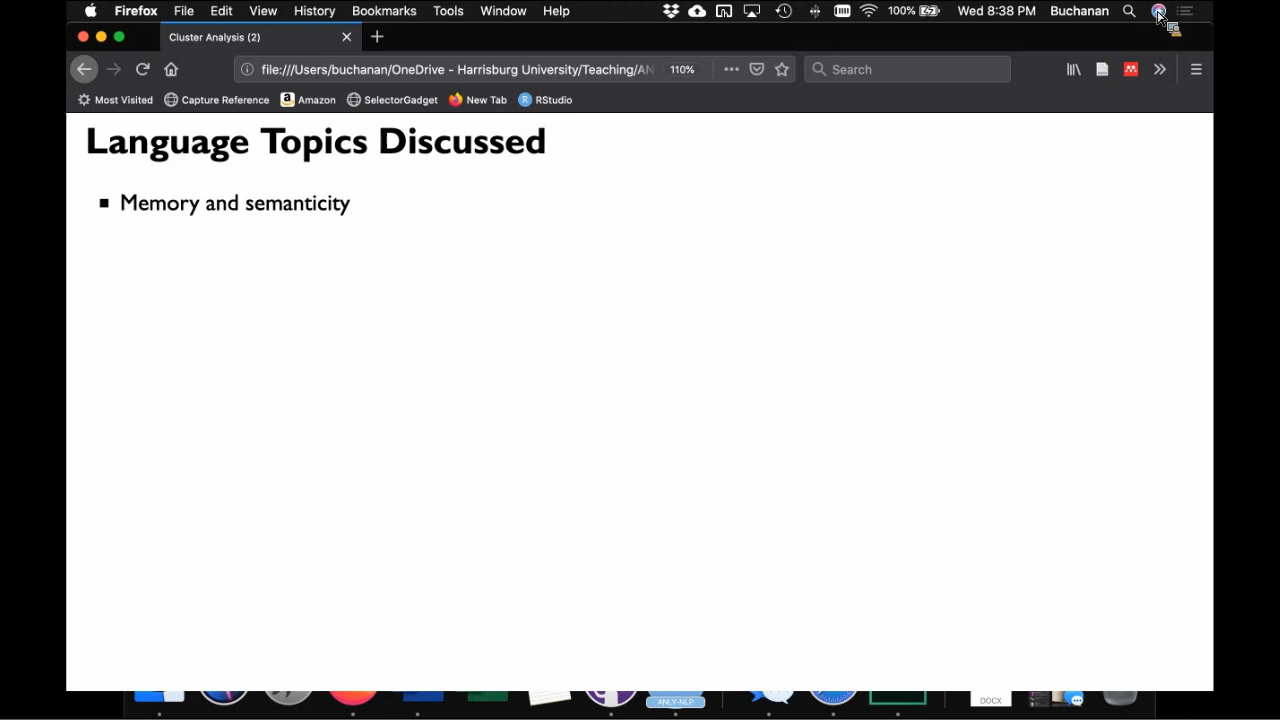 Firefox File Edit View History Bookmarks Tools Window Help 100% Wed 8:38 PM Buchanan
Cluster Analysis (2)
file:///Users/buchanan/OneDrive - Harrisburg University/Teaching/AN 110% Search
Most Visited Capture Reference Amazon SelectorGadget New Tab RStudio
Language Topics Discussed
Memory and semanticity
ANLY-NLP
DOCX